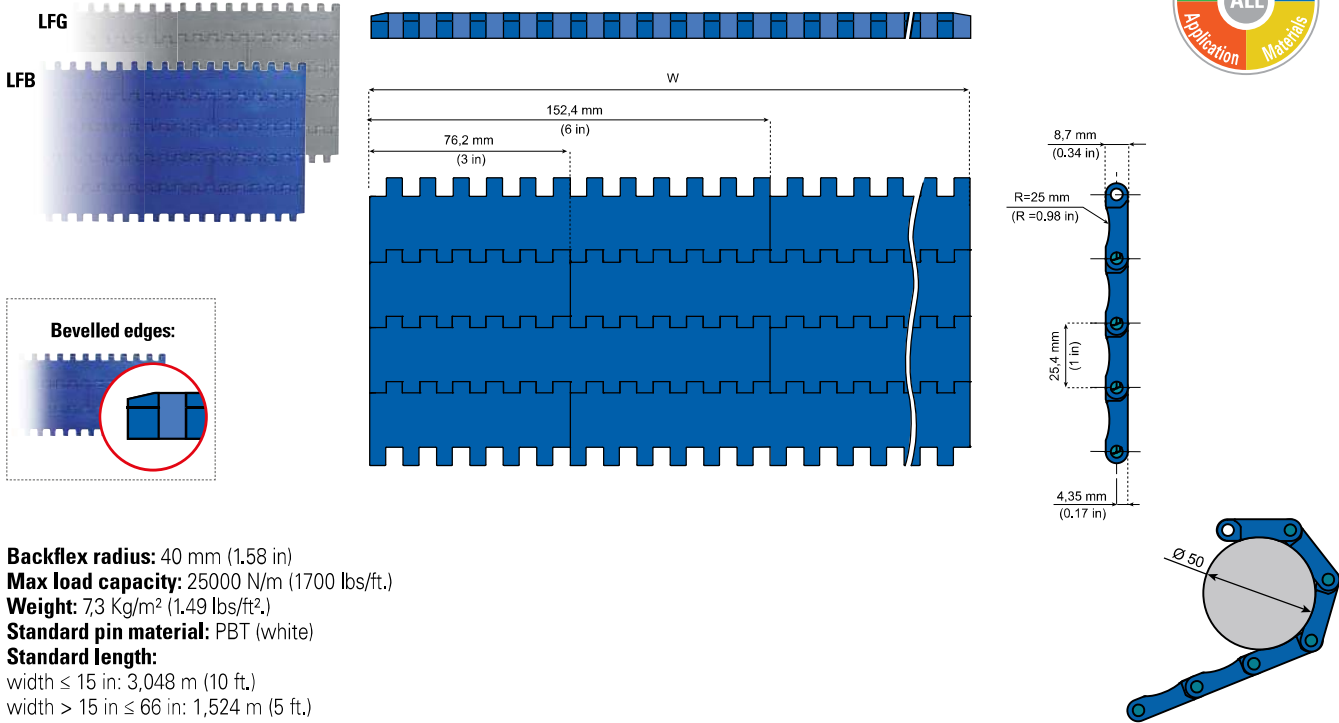 LFG
LFB
ALL
Application
Materials
W
152,4 mm
(6 in)
76,2 mm
(3 in)
8,7 mm
(0.34 in)
R=25 mm
(R =0.98 in)
25,4 mm
(1 in)
4,35 mm
(0.17 in)
Bevelled edges:
Ø 50
Backflex radius: 40 mm (1.58 in)
Max load capacity: 25000 N/m (1700 lbs/ft.)
Weight: 7,3 Kg/m² (1.49 lbs/ft².)
Standard pin material: PBT (white)
Standard length:
width ≤ 15 in: 3,048 m (10 ft.)
width > 15 in ≤ 66 in: 1,524 m (5 ft.)